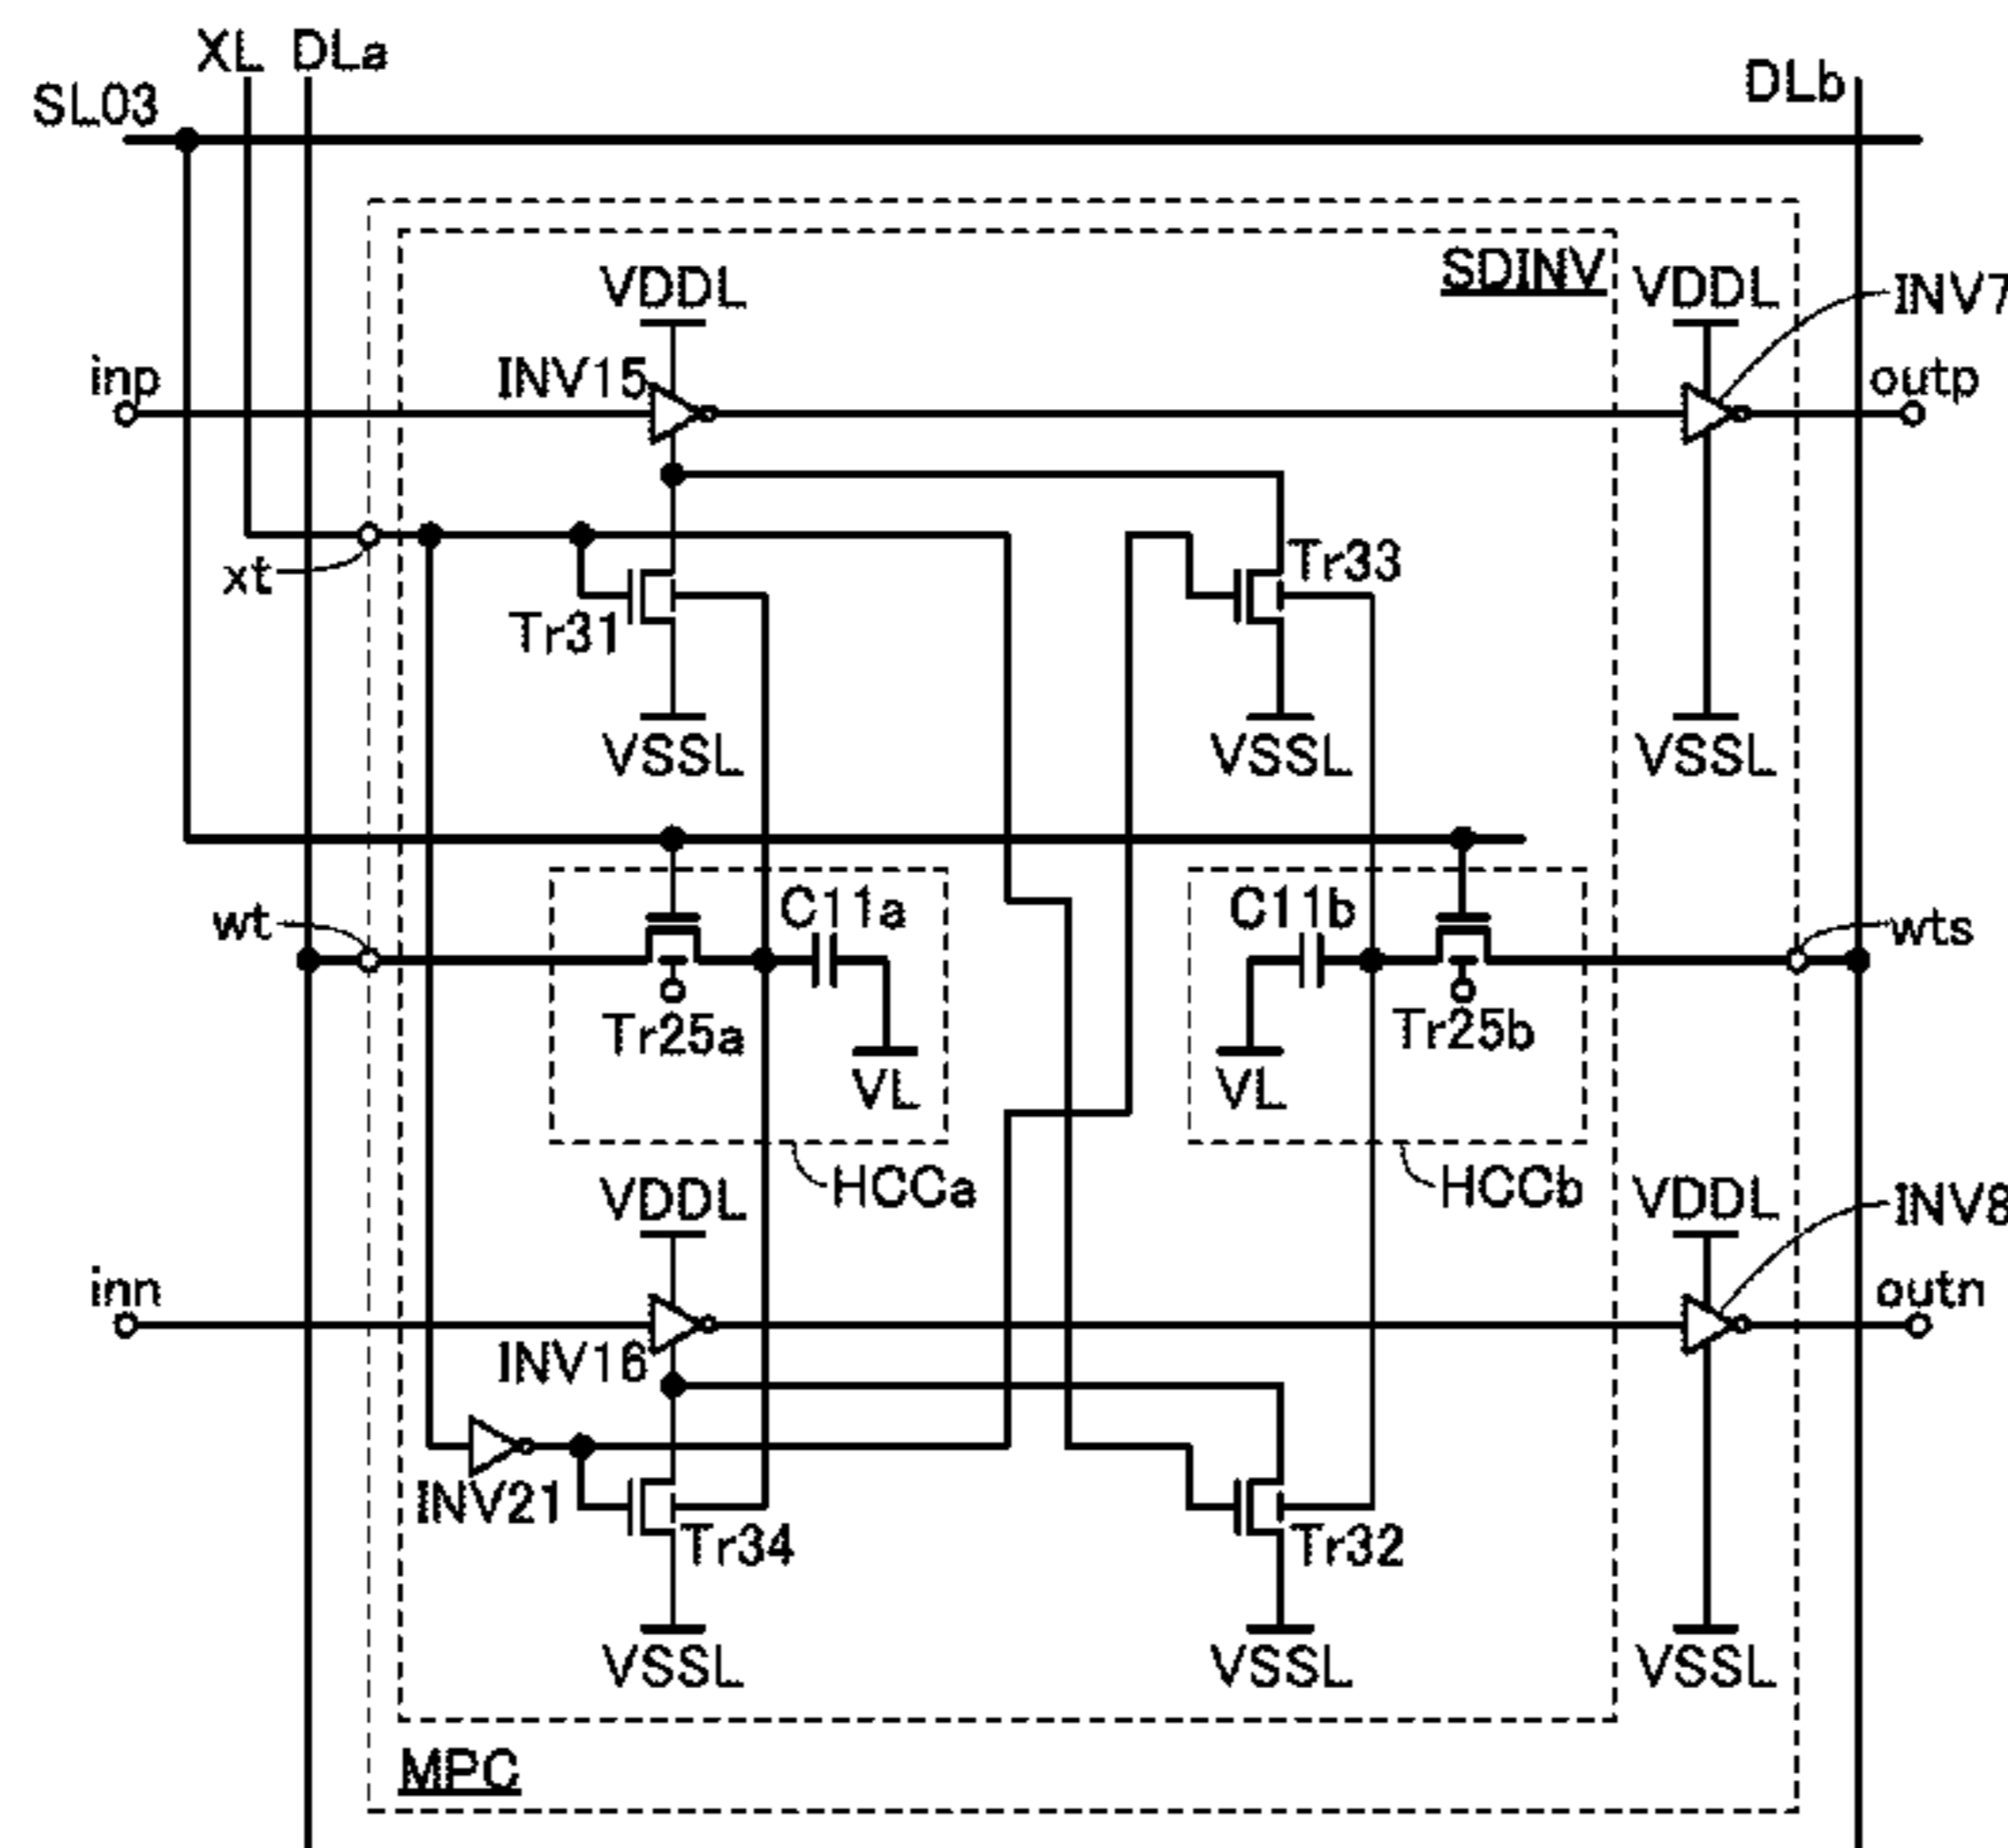 XL DLa
DLb
SL03
SDINV
VDDL
VDDL
INV7
inp
INV15
outp
xt
Tr33
Tr31
VSSL
VSSL
VSSL
wt
C11a
C11b
wts
Tr25a
Tr25b
VL
VL
HCCa
HCCb
VDDL
VDDL
INV8
inn
outn
INV16
INV21
Tr34
Tr32
VSSL
VSSL
VSSL
MPC